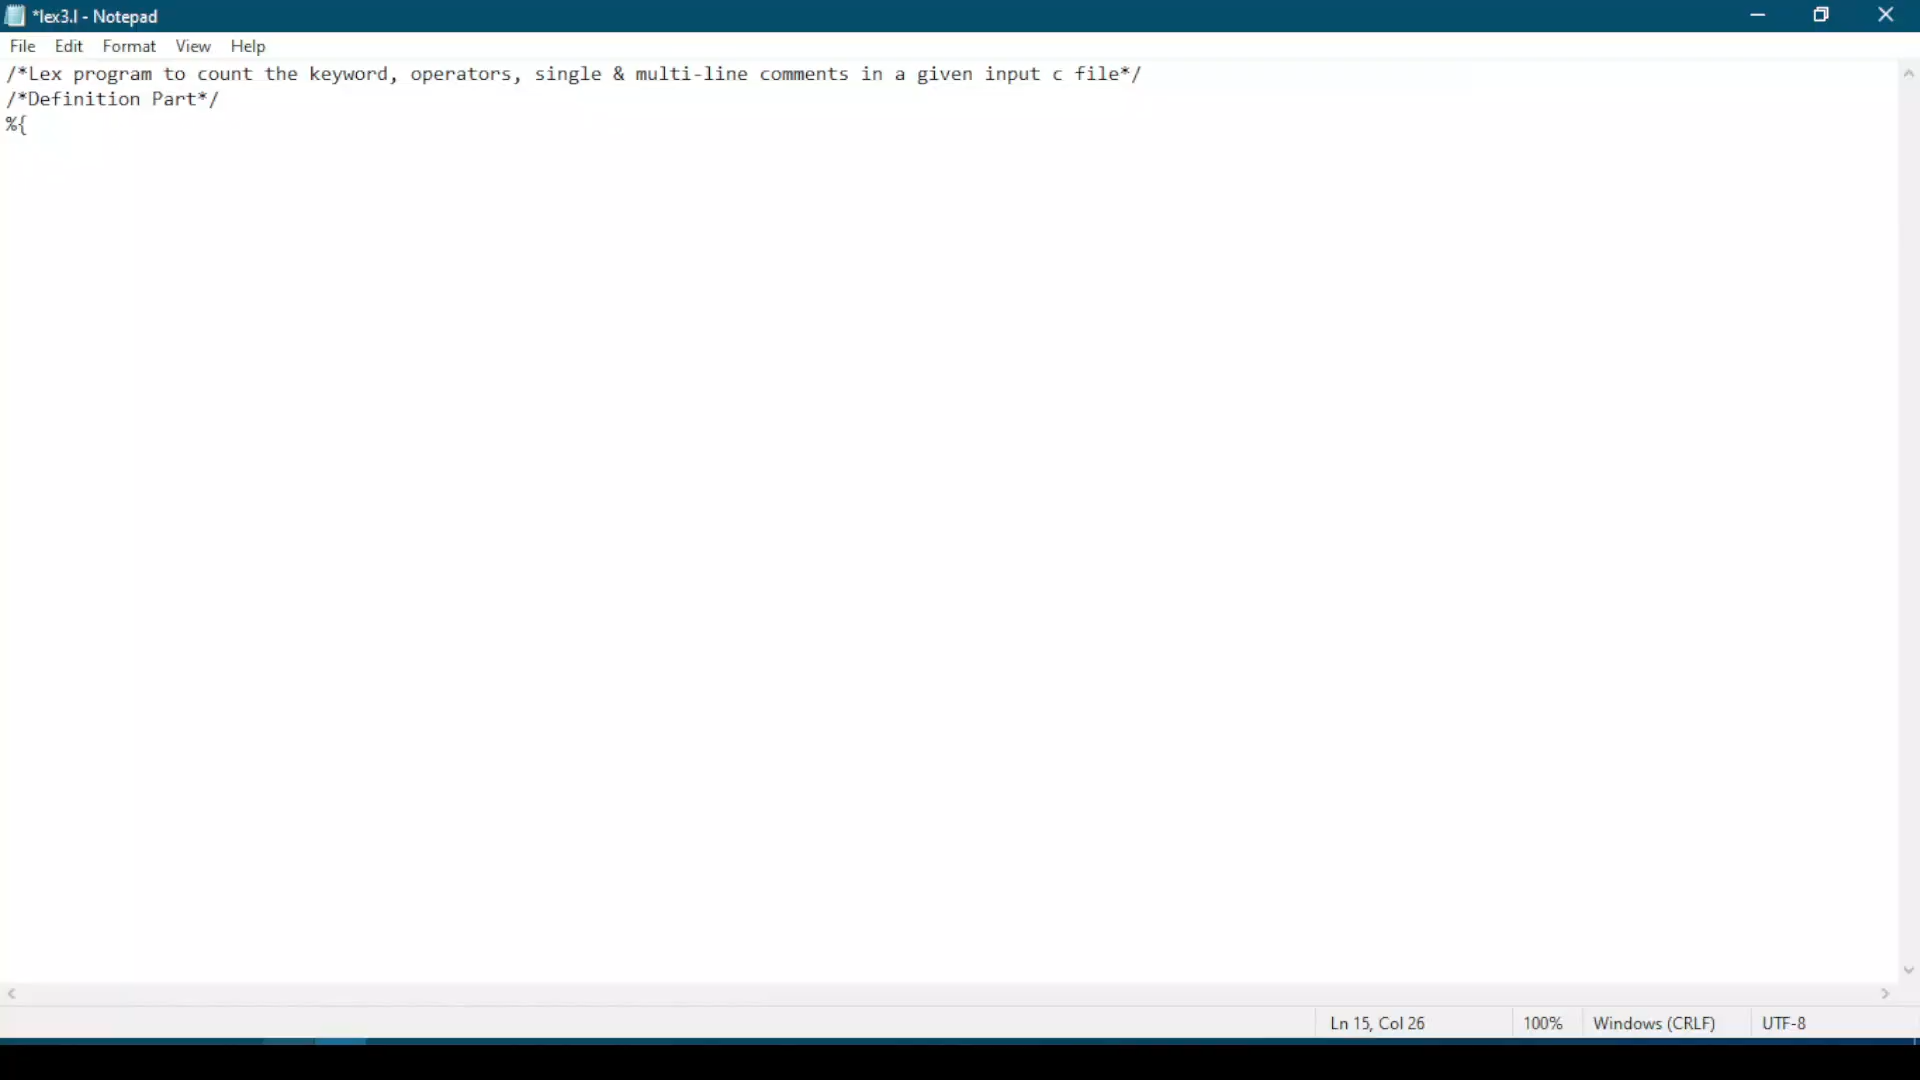 *lex3.l - Notepad
File Edit Format View Help
/*Lex program to count the keyword, operators, single & multi-line comments in a given input c file*/
/*Definition Part*/
%{
Ln 15, Col 26 100% Windows (CRLF) UTF-8